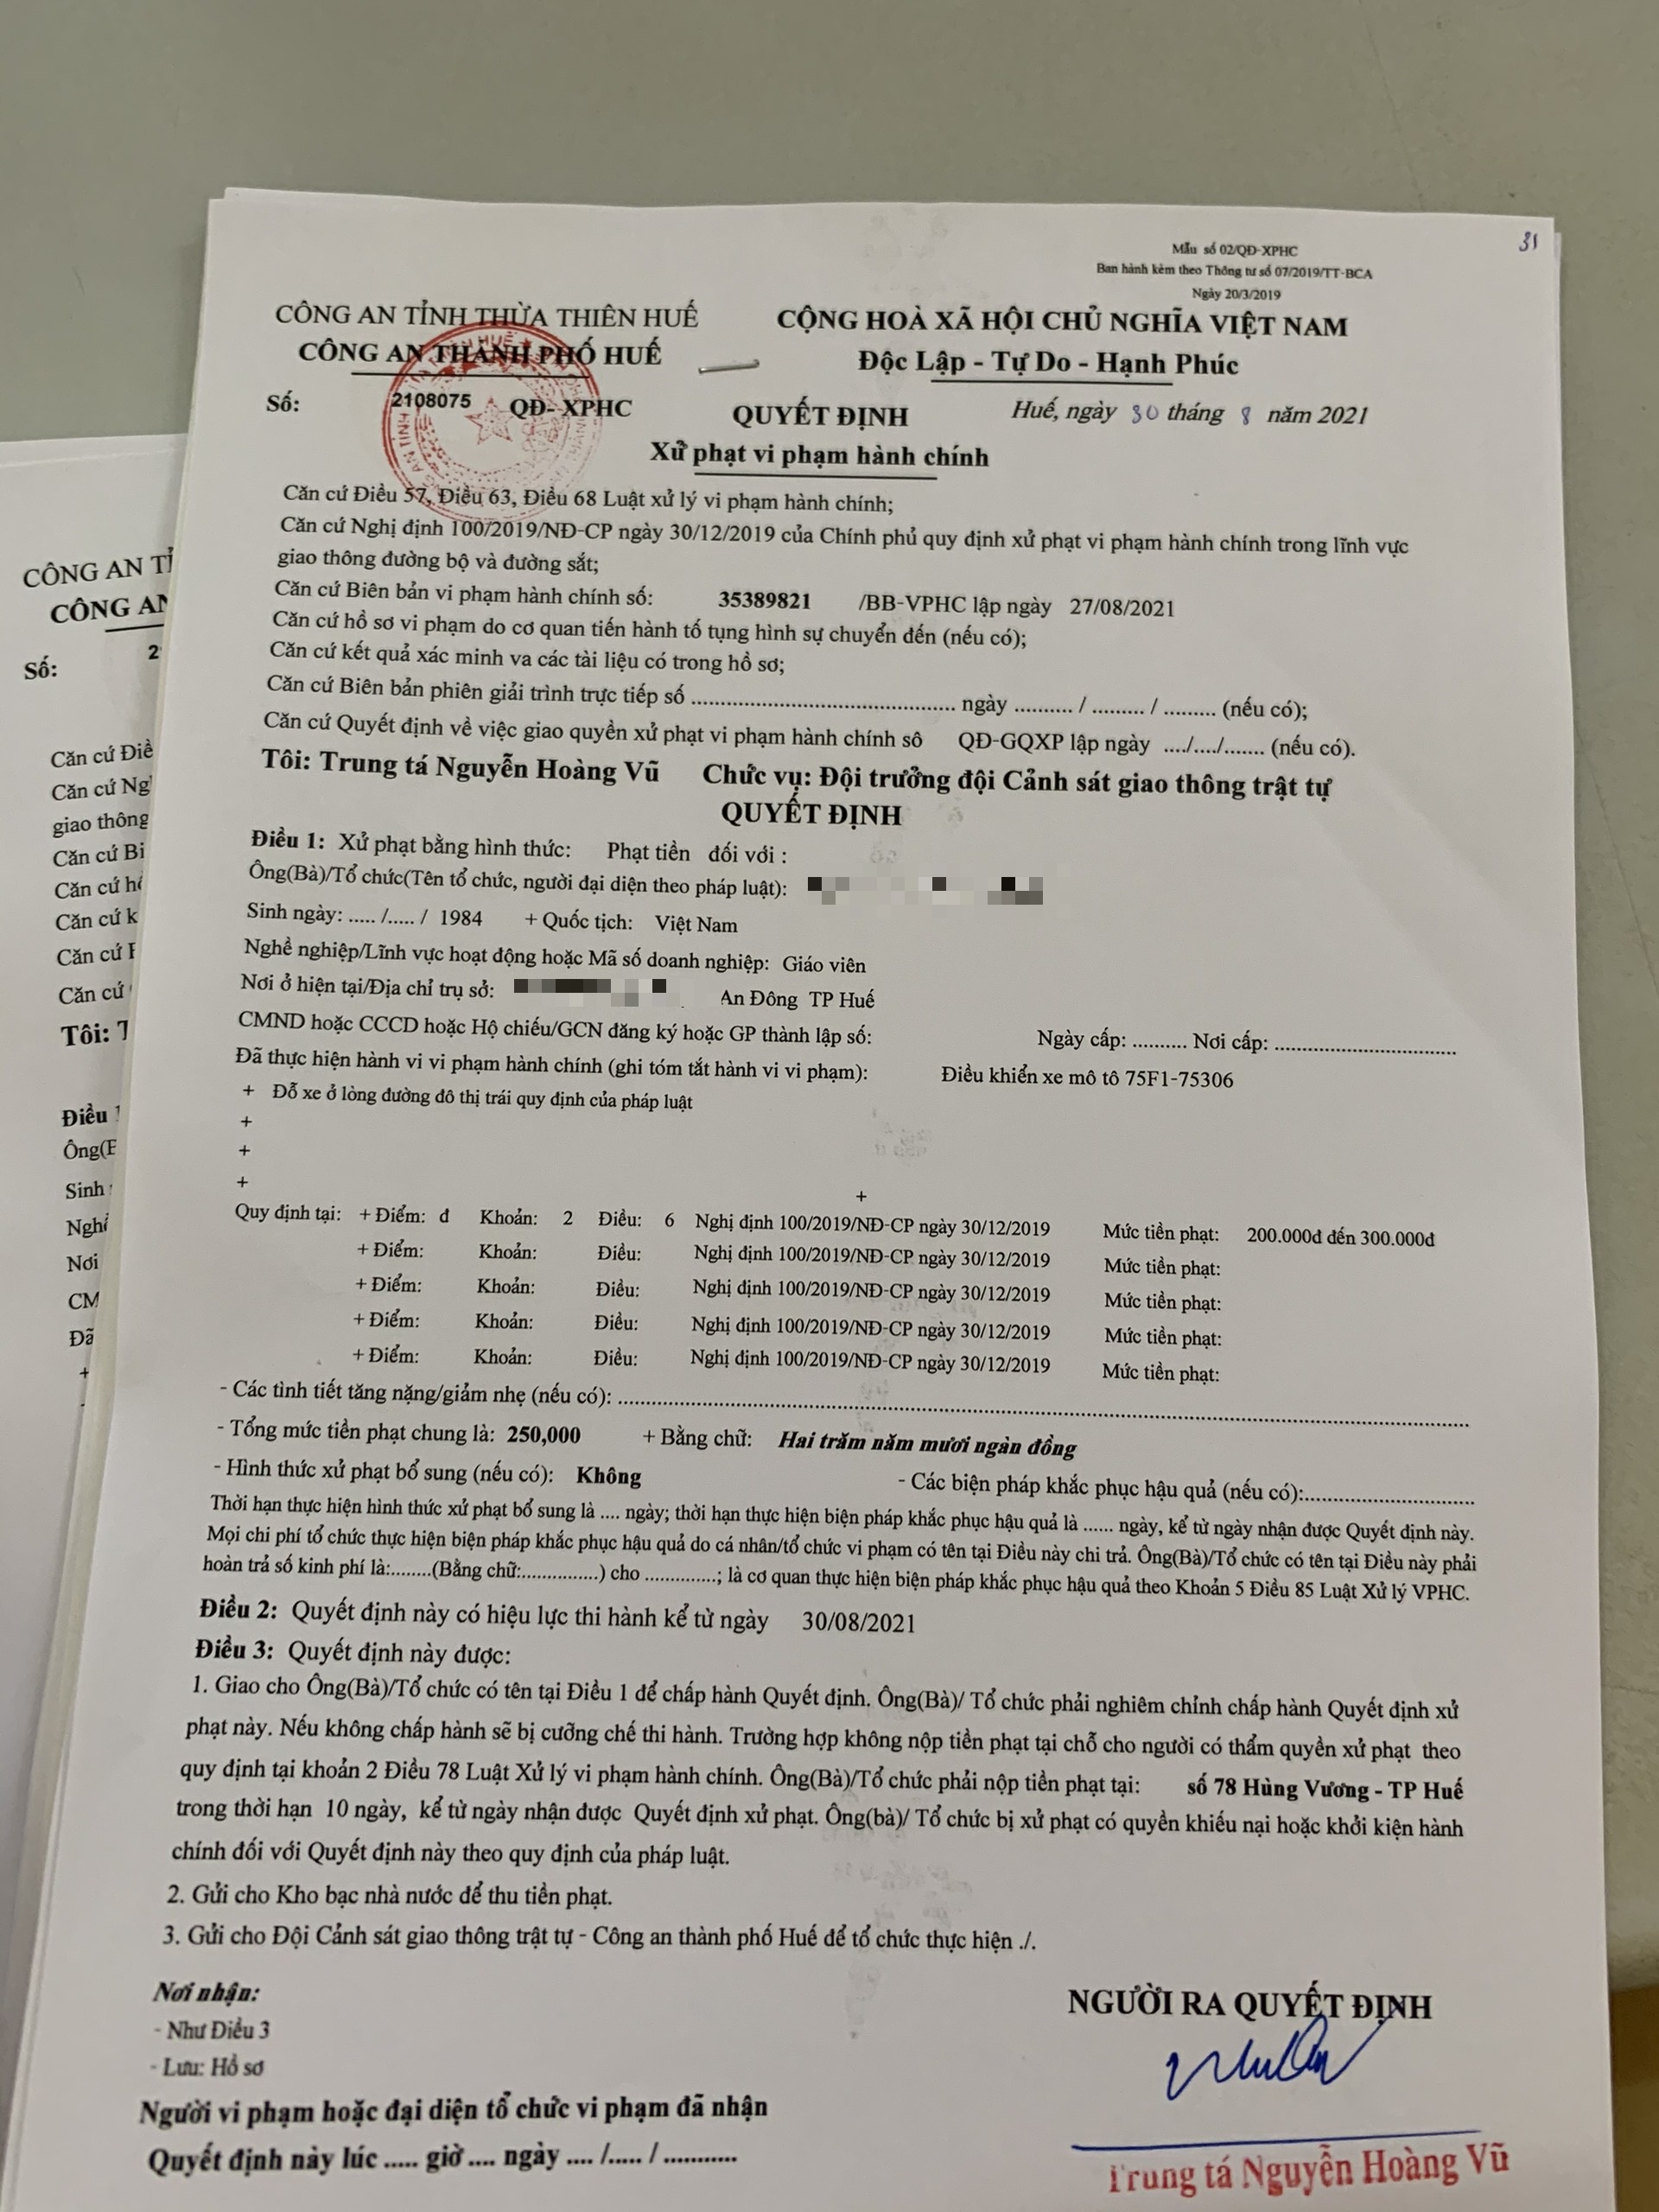 31
Mẫu số 02/QĐ-XPHC
Ban hành kèm theo Thông tư số 07/2019/TT-BCA
Ngày 20/3/2019
CÔNG AN TỈNH THỪA THIÊN HUẾ
CỘNG HOÀ XÃ HỘI CHỦ NGHĨA VIỆT NAM
CÔNG AN THÀNH PHỐ HUẾ
Độc Lập - Tự Do - Hạnh Phúc
Số: 2108075 QĐ- XPHC
Huế, ngày 30 tháng 8 năm 2021
QUYẾT ĐỊNH
Xử phạt vi phạm hành chính
Căn cứ Điều 57, Điều 63, Điều 68 Luật xử lý vi phạm hành chính;
Căn cứ Nghị định 100/2019/NĐ-CP ngày 30/12/2019 của Chính phủ quy định xử phạt vi phạm hành chính trong lĩnh vực
giao thông đường bộ và đường sắt;
Căn cứ Biên bản vi phạm hành chính số: 35389821 /BB-VPHC lập ngày 27/08/2021
Căn cứ hồ sơ vi phạm do cơ quan tiến hành tố tụng hình sự chuyển đến (nếu có);
Căn cứ kết quả xác minh va các tài liệu có trong hồ sơ;
Căn cứ Biên bản phiên giải trình trực tiếp số .............................................. ngày .......... / ......... / ......... (nếu có);
Căn cứ Quyết định về việc giao quyền xử phạt vi phạm hành chính sô QĐ-GQXP lập ngày ..../..../....... (nếu có).
Tôi: Trung tá Nguyễn Hoàng Vũ Chức vụ: Đội trưởng đội Cảnh sát giao thông trật tự
QUYẾT ĐỊNH
Điều 1: Xử phạt bằng hình thức: Phạt tiền đối với :
Ông(Bà)/Tổ chức(Tên tổ chức, người đại diện theo pháp luật):
Sinh ngày: ..... /..... / 1984 + Quốc tịch: Việt Nam
Nghề nghiệp/Lĩnh vực hoạt động hoặc Mã số doanh nghiệp: Giáo viên
Nơi ở hiện tại/Địa chỉ trụ sở: An Đông TP Huế
CMND hoặc CCCD hoặc Hộ chiếu/GCN đăng ký hoặc GP thành lập số: Ngày cấp: .......... Nơi cấp: ................................
Đã thực hiện hành vi vi phạm hành chính (ghi tóm tắt hành vi vi phạm): Điều khiển xe mô tô 75F1-75306
+ Đỗ xe ở lòng đường đô thị trái quy định của pháp luật
+
+
+ +
Quy định tại: + Điểm: đ Khoản: 2 Điều: 6 Nghị định 100/2019/NĐ-CP ngày 30/12/2019 Mức tiền phạt: 200.000đ đến 300.000đ
+ Điểm: Khoản: Điều: Nghị định 100/2019/NĐ-CP ngày 30/12/2019 Mức tiền phạt:
+ Điểm: Khoản: Điều: Nghị định 100/2019/NĐ-CP ngày 30/12/2019 Mức tiền phạt:
+ Điểm: Khoản: Điều: Nghị định 100/2019/NĐ-CP ngày 30/12/2019 Mức tiền phạt:
+ Điểm: Khoản: Điều: Nghị định 100/2019/NĐ-CP ngày 30/12/2019 Mức tiền phạt:
- Các tình tiết tăng nặng/giảm nhẹ (nếu có): ................................................................................
- Tổng mức tiền phạt chung là: 250,000 + Bằng chữ: Hai trăm năm mươi ngàn đồng
- Hình thức xử phạt bổ sung (nếu có): Không - Các biện pháp khắc phục hậu quả (nếu có):..............................
Thời hạn thực hiện hình thức xử phạt bổ sung là .... ngày; thời hạn thực hiện biện pháp khắc phục hậu quả là ...... ngày, kể từ ngày nhận được Quyết định này.
Mọi chi phí tổ chức thực hiện biện pháp khắc phục hậu quả do cá nhân/tổ chức vi phạm có tên tại Điều này chi trả. Ông(Bà)/Tổ chức có tên tại Điều này phải
hoàn trả số kinh phí là:........(Bằng chữ:...............) cho .............; là cơ quan thực hiện biện pháp khắc phục hậu quả theo Khoản 5 Điều 85 Luật Xử lý VPHC.
Điều 2: Quyết định này có hiệu lực thi hành kể từ ngày 30/08/2021
Điều 3: Quyết định này được:
1. Giao cho Ông(Bà)/Tổ chức có tên tại Điều 1 để chấp hành Quyết định. Ông(Bà)/ Tổ chức phải nghiêm chỉnh chấp hành Quyết định xử
phạt này. Nếu không chấp hành sẽ bị cưỡng chế thi hành. Trường hợp không nộp tiền phạt tại chỗ cho người có thẩm quyền xử phạt theo
quy định tại khoản 2 Điều 78 Luật Xử lý vi phạm hành chính. Ông(Bà)/Tổ chức phải nộp tiền phạt tại: số 78 Hùng Vương - TP Huế
trong thời hạn 10 ngày, kể từ ngày nhận được Quyết định xử phạt. Ông(bà)/ Tổ chức bị xử phạt có quyền khiếu nại hoặc khởi kiện hành
chính đối với Quyết định này theo quy định của pháp luật.
2. Gửi cho Kho bạc nhà nước để thu tiền phạt.
3. Gửi cho Đội Cảnh sát giao thông trật tự - Công an thành phố Huế để tổ chức thực hiện ./.
Nơi nhận:
- Như Điều 3
- Lưu: Hồ sơ
NGƯỜI RA QUYẾT ĐỊNH
Người vi phạm hoặc đại diện tổ chức vi phạm đã nhận
Quyết định này lúc ..... giờ .... ngày .... /..... / ...........
Trung tá Nguyễn Hoàng Vũ
CÔNG AN TỈ
CÔNG AN
Số: 2
Căn cứ Điề
Căn cứ Ngh
giao thông
Căn cứ Bi
Căn cứ h
Căn cứ k
Căn cứ
Căn cứ
Tôi: T
Điều 1
Ông(B
Sinh
Nghề
Nơi
CM
Đã
+